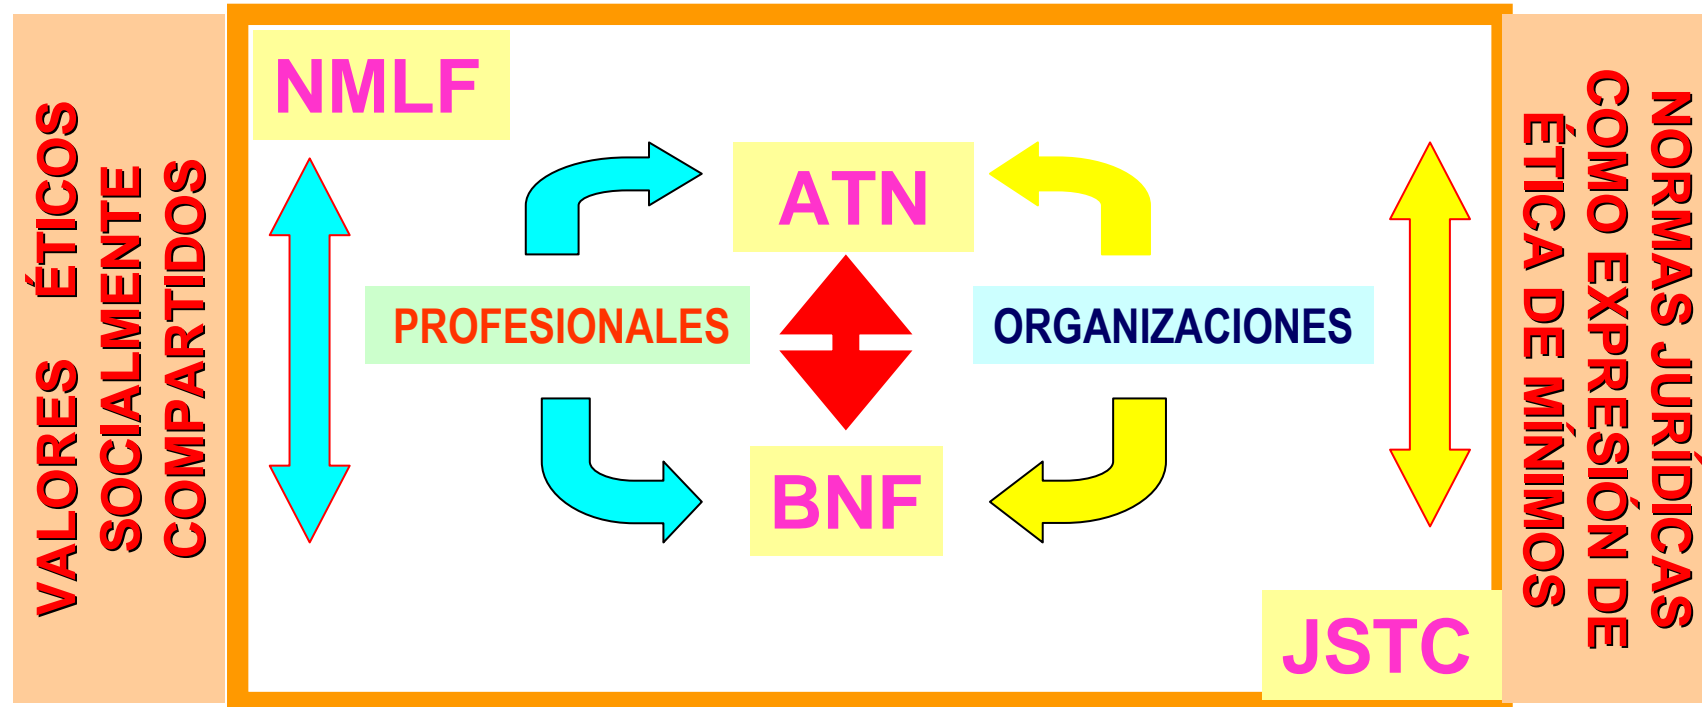 VALORES ÉTICOS
SOCIALMENTE
COMPARTIDOS
NMLF
ATN
PROFESIONALES
ORGANIZACIONES
BNF
JSTC
NORMAS JURÍDICAS
COMO EXPRESIÓN DE
ÉTICA DE MÍNIMOS